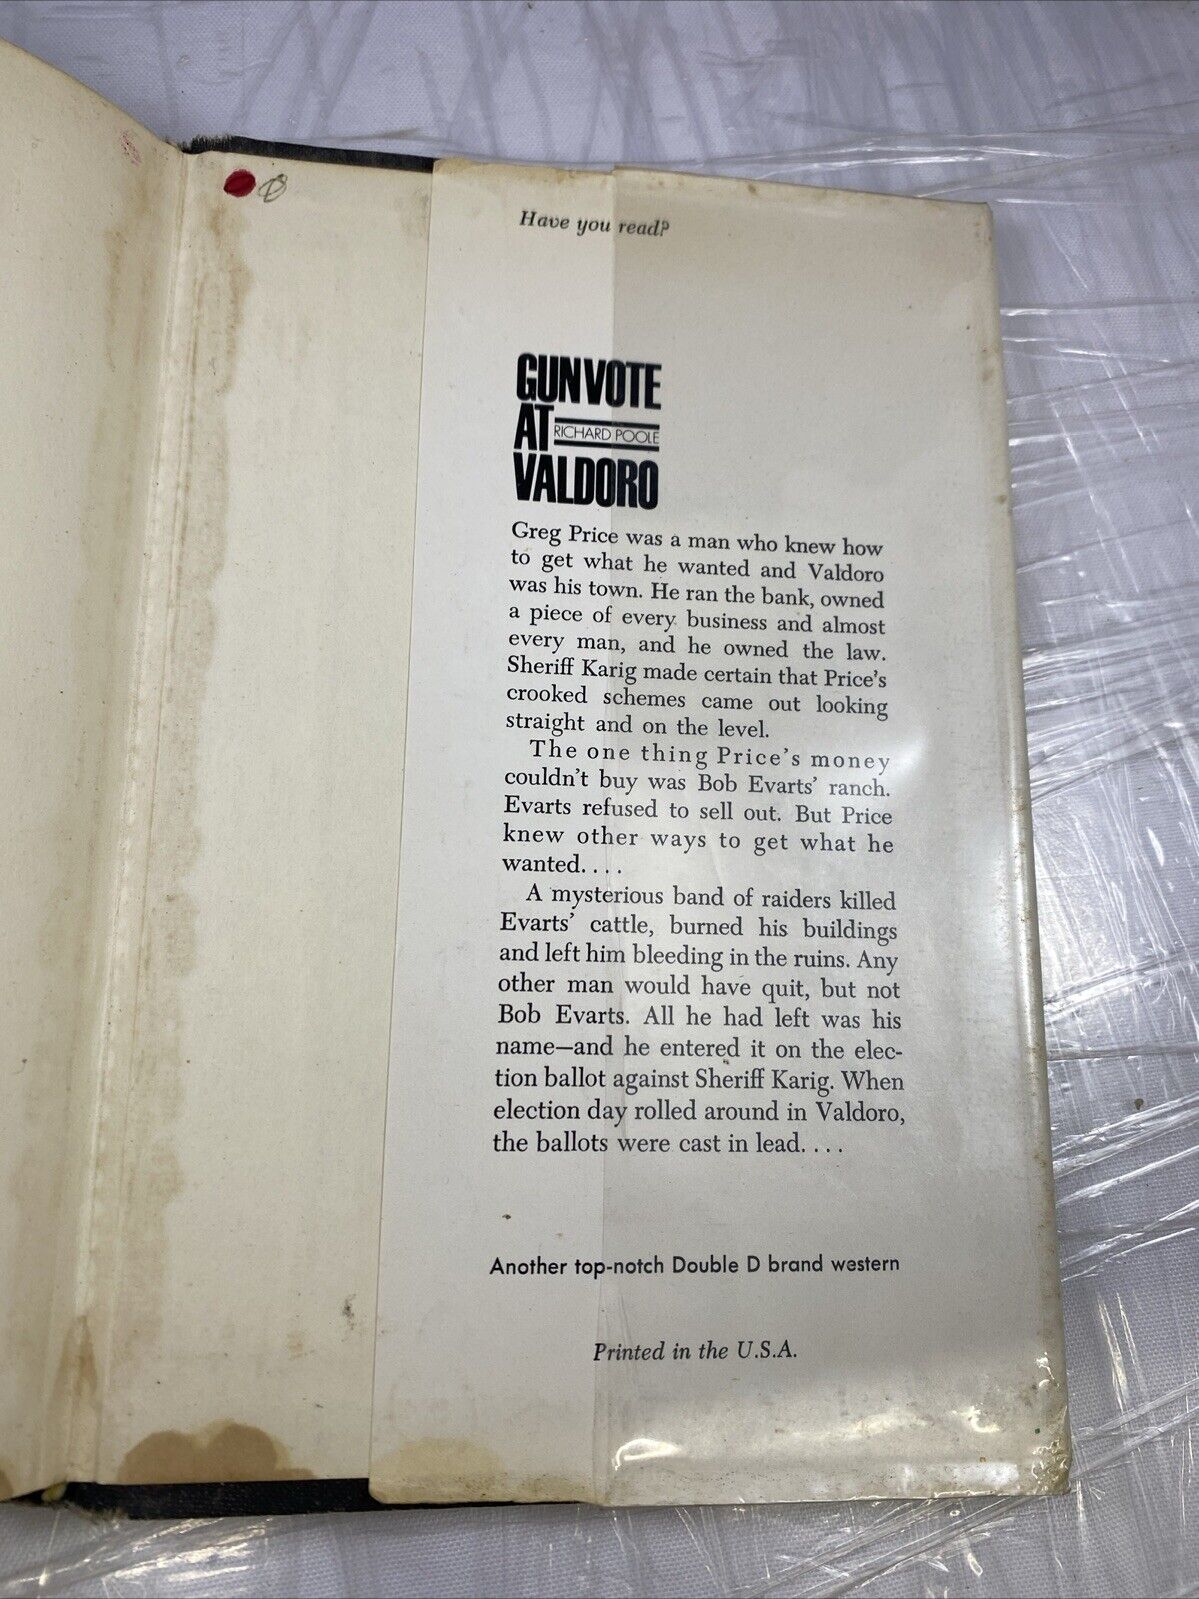 Have you read?
GUNVOTE
AT RICHARD POOLE
VALDORO
Greg Price was a man who knew how
to get what he wanted and Valdoro
was his town. He ran the bank, owned
a piece of every business and almost
every man, and he owned the law.
Sheriff Karig made certain that Price's
crooked schemes came out looking
straight and on the level.
The one thing Price's money
couldn't buy was Bob Evarts' ranch.
Evarts refused to sell out. But Price
knew other ways to get what he
wanted....
A mysterious band of raiders killed
Evarts' cattle, burned his buildings
and left him bleeding in the ruins. Any
other man would have quit, but not
Bob Evarts. All he had left was his
name—and he entered it on the elec-
tion ballot against Sheriff Karig. When
election day rolled around in Valdoro,
the ballots were cast in lead....
Another top-notch Double D brand western
Printed in the U.S.A.